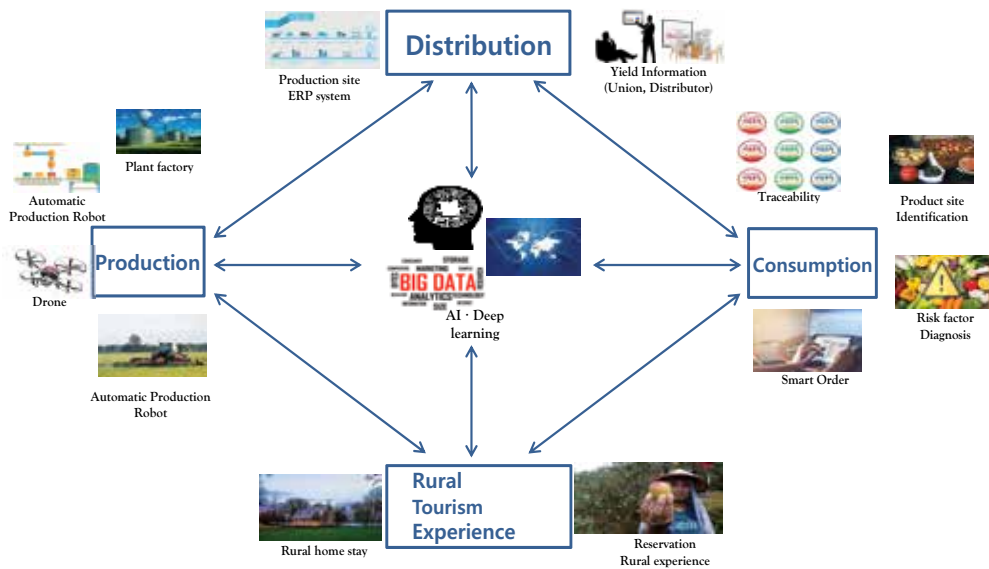 Distribution
Production site
ERP system
Yield Information
(Union, Distributor)
Plant factory
Traceability
Automatic
Production Robot
Product site
Identification
Production
Consumption
Drone
BIG DATA
MARKETING
STORAGE
ANALYTICS
TECHNOLOGY
SIZE
AI · Deep
learning
Risk factor
Diagnosis
Automatic Production
Robot
Smart Order
Rural
Tourism
Experience
Rural home stay
Reservation
Rural experience